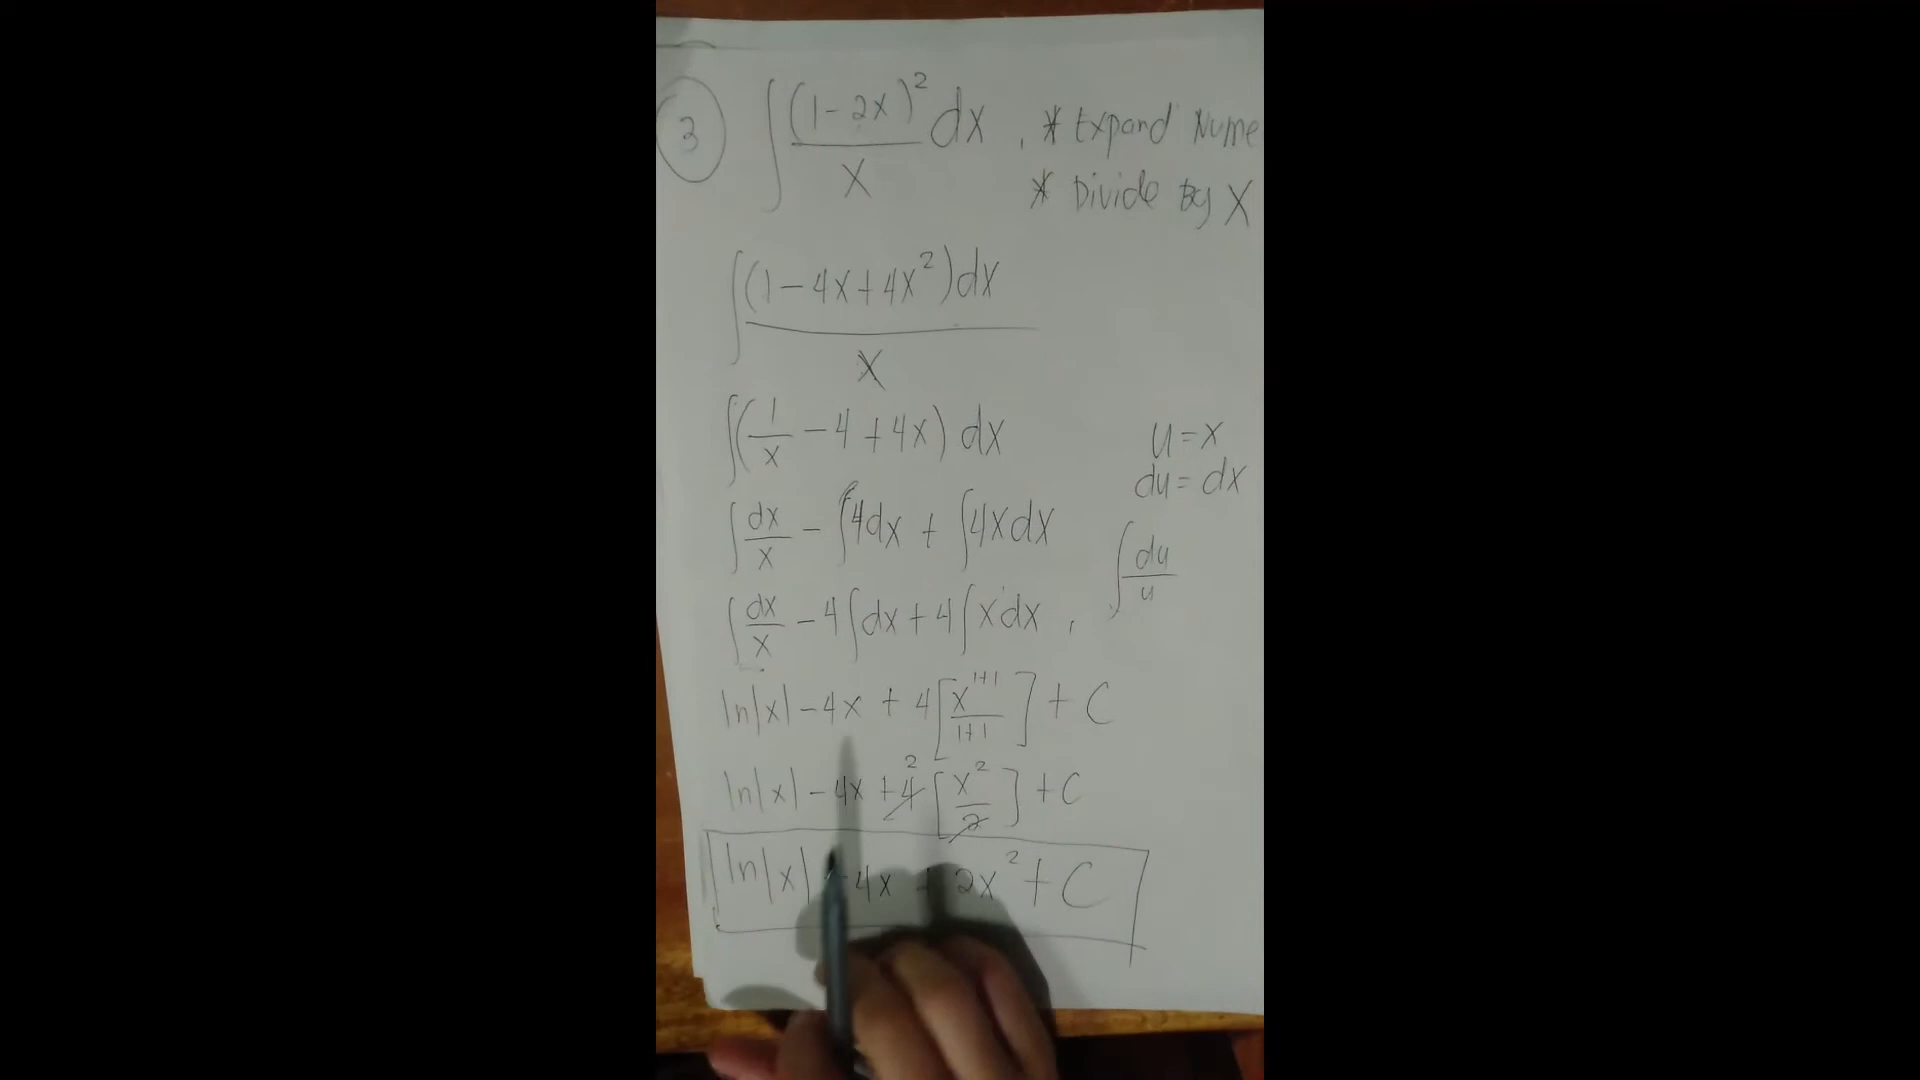 3 ∫ (1-2x)² / x dx , * Expand Nume
* Divide by X
∫ (1-4x+4x²)dx / x
∫ (1/x -4+4x) dx
u=x
du=dx
∫ dx/x - ∫4dx + ∫4xdx
∫ du/u
∫ dx/x -4∫dx+4∫xdx ,
ln|x| -4x + 4[x^(1+1) / 1+1] + C
ln|x| -4x +4 2 [x²/2] +C
ln|x| - 4x + 2x² + C